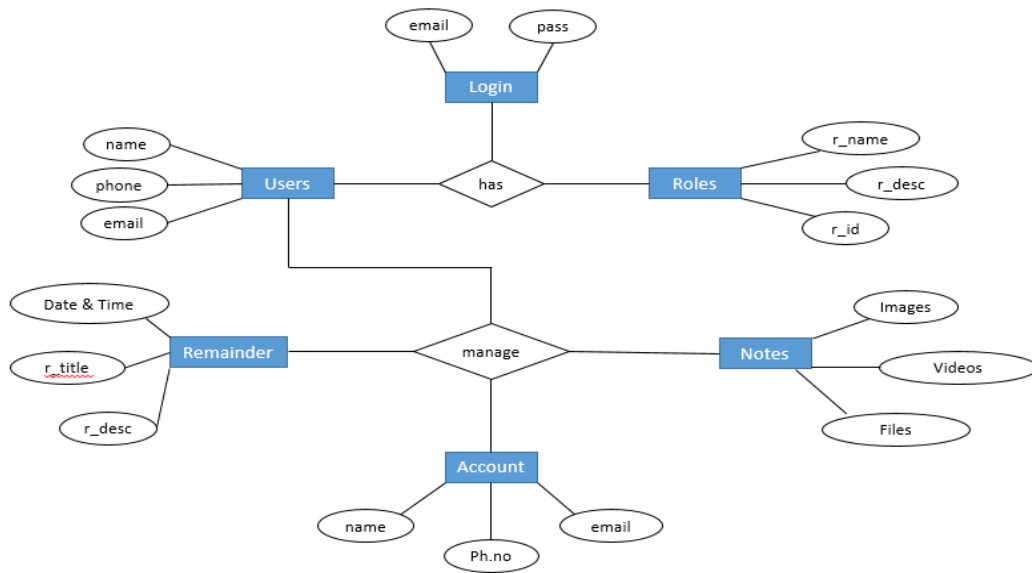 email
pass
Login
name
r_name
Users
has
Roles
phone
r_desc
email
r_id
Date & Time
Images
Remainder
manage
Notes
r_title
Videos
r_desc
Files
Account
name
email
Ph.no